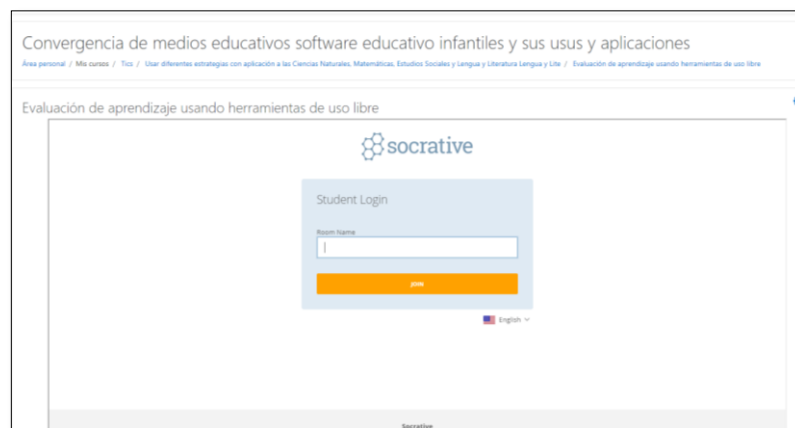 Convergencia de medios educativos software educativo infantiles y sus usus y aplicaciones
Área personal / Mis cursos / Tics / Usar diferentes estrategias con aplicación a las Ciencias Naturales, Matemáticas, Estudios Sociales y Lengua y Literatura Lengua y Lite / Evaluación de aprendizaje usando herramientas de uso libre
Evaluación de aprendizaje usando herramientas de uso libre
socrative
Student Login
Room Name
JOIN
English
Socrative